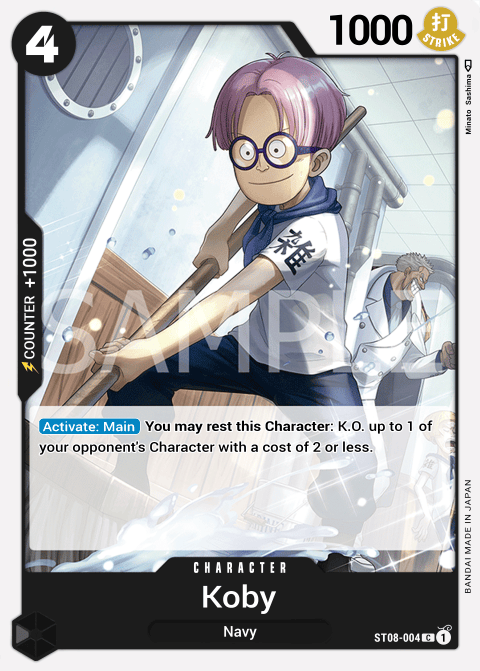 4
1000
打
STRIKE
Minato Sashima
COUNTER +1000
雑
SAMPLE
Activate: Main You may rest this Character: K.O. up to 1 of
your opponent's Character with a cost of 2 or less.
BANDAI MADE IN JAPAN
CHARACTER
Koby
Navy
ST08-004 C 1